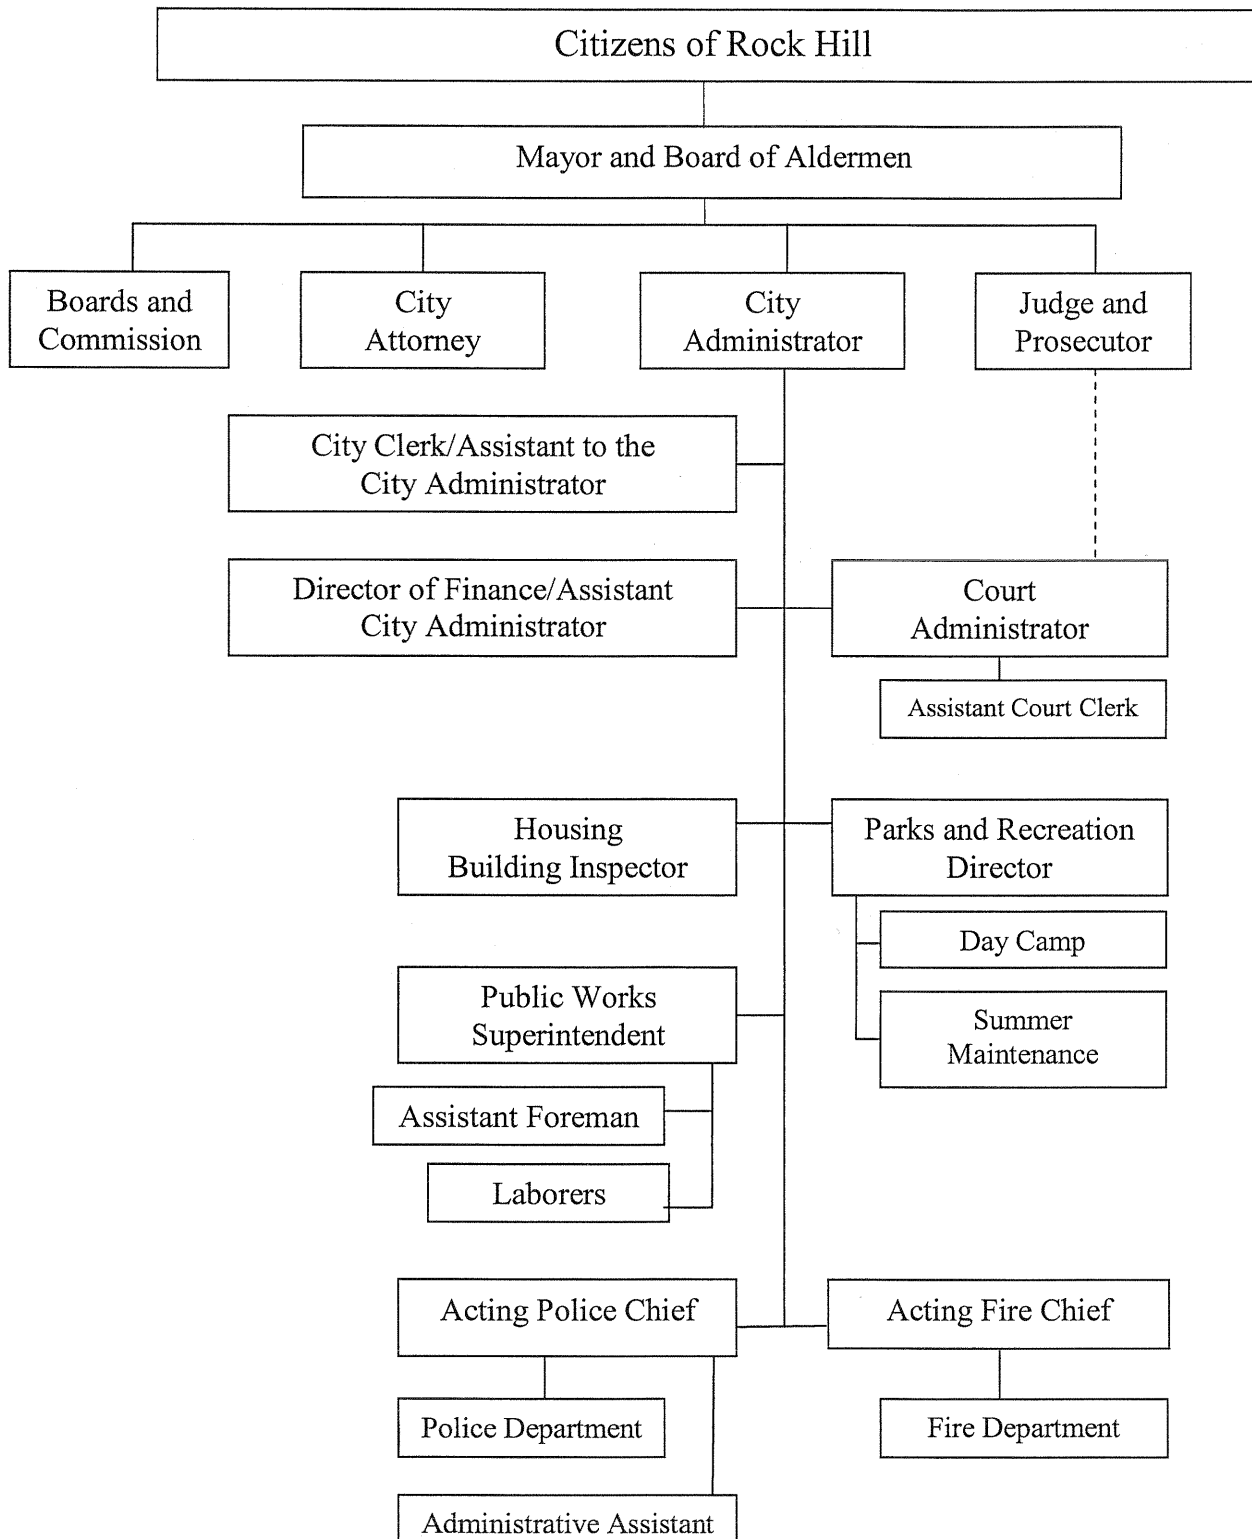 Citizens of Rock Hill
Mayor and Board of Aldermen
Boards and
Commission
City
Attorney
City
Administrator
Judge and
Prosecutor
City Clerk/Assistant to the
City Administrator
Director of Finance/Assistant
City Administrator
Court
Administrator
Assistant Court Clerk
Housing
Building Inspector
Parks and Recreation
Director
Day Camp
Summer
Maintenance
Public Works
Superintendent
Assistant Foreman
Laborers
Acting Police Chief
Acting Fire Chief
Police Department
Fire Department
Administrative Assistant